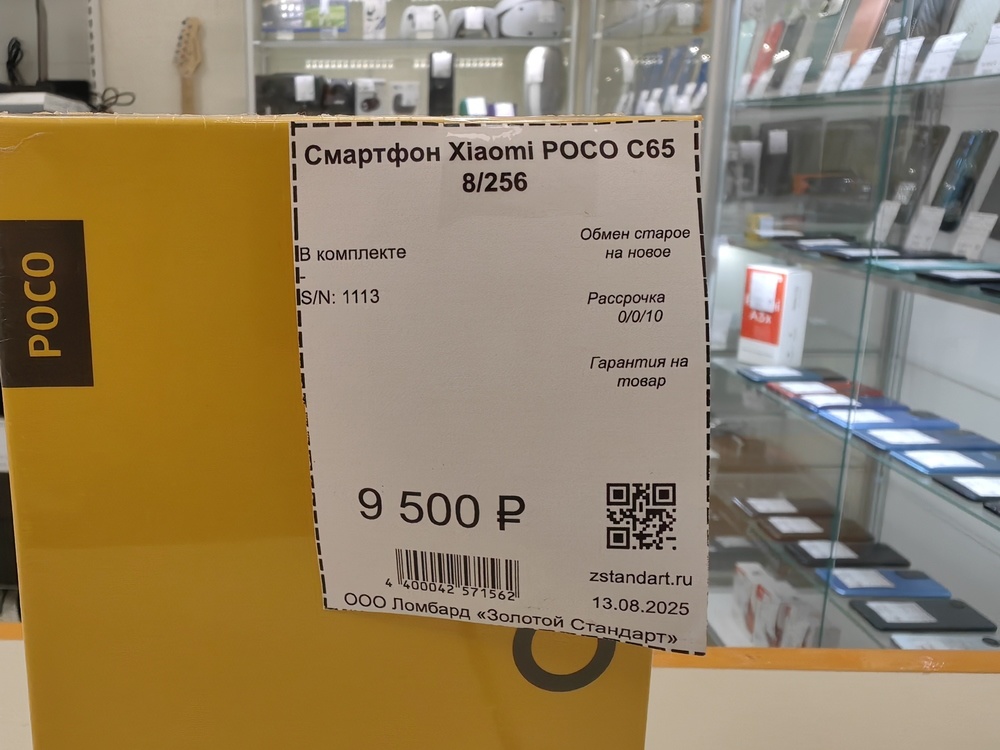 POCO
Смартфон Xiaomi POCO C65
8/256
В комплекте
-
S/N: 1113
Обмен старое
на новое
Рассрочка
0/0/10
Гарантия на
товар
9 500 ₽
4 400042 571562
zstandart.ru
13.08.2025
ООО Ломбард «Золотой Стандарт»
A3x